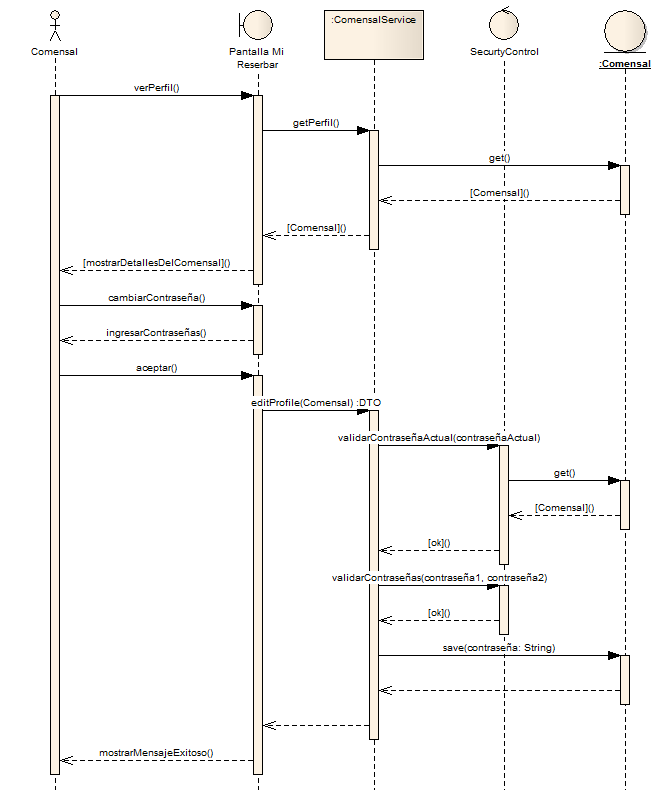 Comensal
Pantalla Mi
Reserbar
:ComensalService
SecurtyControl
:Comensal
verPerfil()
getPerfil()
get()
[Comensal]()
[Comensal]()
[mostrarDetallesDelComensal]()
cambiarContraseña()
ingresarContraseñas()
aceptar()
editProfile(Comensal) :DTO
validarContraseñaActual(contraseñaActual)
get()
[Comensal]()
[ok]()
validarContraseñas(contraseña1, contraseña2)
[ok]()
save(contraseña: String)
mostrarMensajeExitoso()